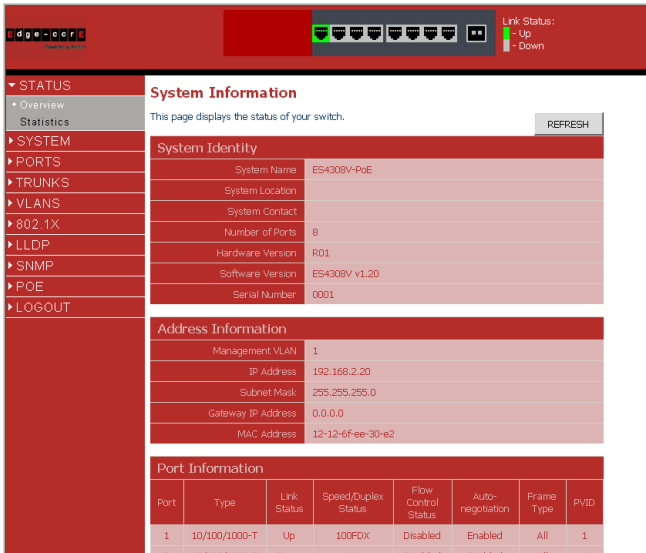 Edge-corE
Link Status:
- Up
- Down
STATUS
Overview
Statistics
SYSTEM
PORTS
TRUNKS
VLANS
802.1X
LLDP
SNMP
POE
LOGOUT
System Information
This page displays the status of your switch.
REFRESH
System Identity
System Name ES4308V-PoE
System Location
System Contact
Number of Ports 8
Hardware Version R01
Software Version ES4308V v1.20
Serial Number 0001
Address Information
Management VLAN 1
IP Address 192.168.2.20
Subnet Mask 255.255.255.0
Gateway IP Address 0.0.0.0
MAC Address 12-12-6f-ee-30-e2
Port Information
Port Type Link Status Speed/Duplex Status Flow Control Status Auto-negotiation Frame Type PVID
1 10/100/1000-T Up 100FDX Disabled Enabled All 1